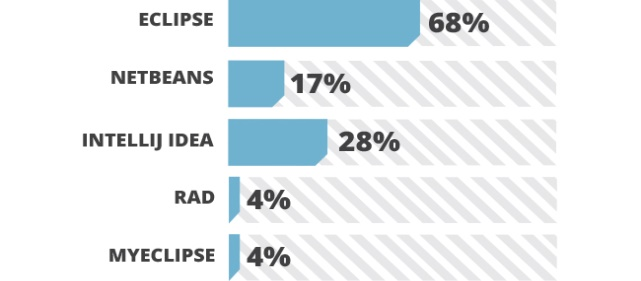 ECLIPSE 68%
NETBEANS 17%
INTELLIJ IDEA 28%
RAD 4%
MYECLIPSE 4%